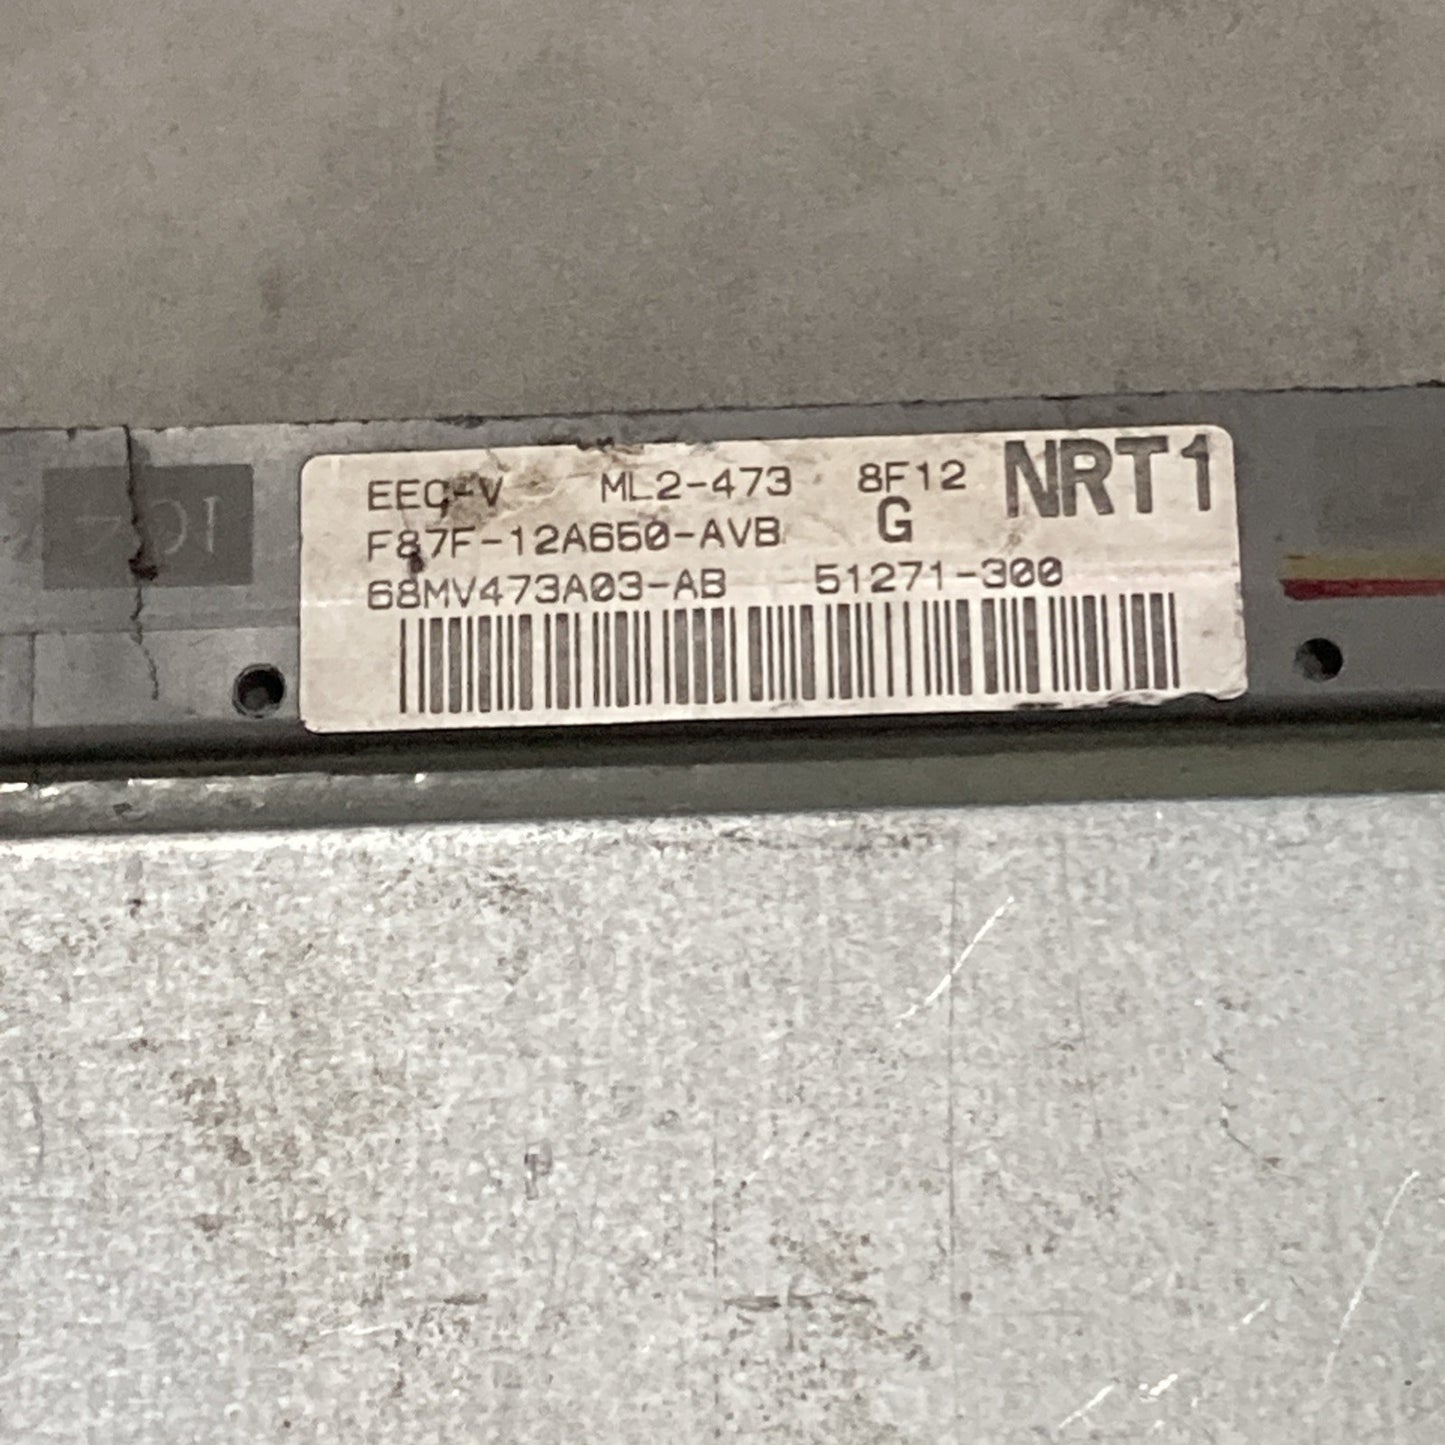 EEC-V ML2-473 8F12 NRT1
F87F-12A650-AVB G
68MV473A03-AB 51271-300